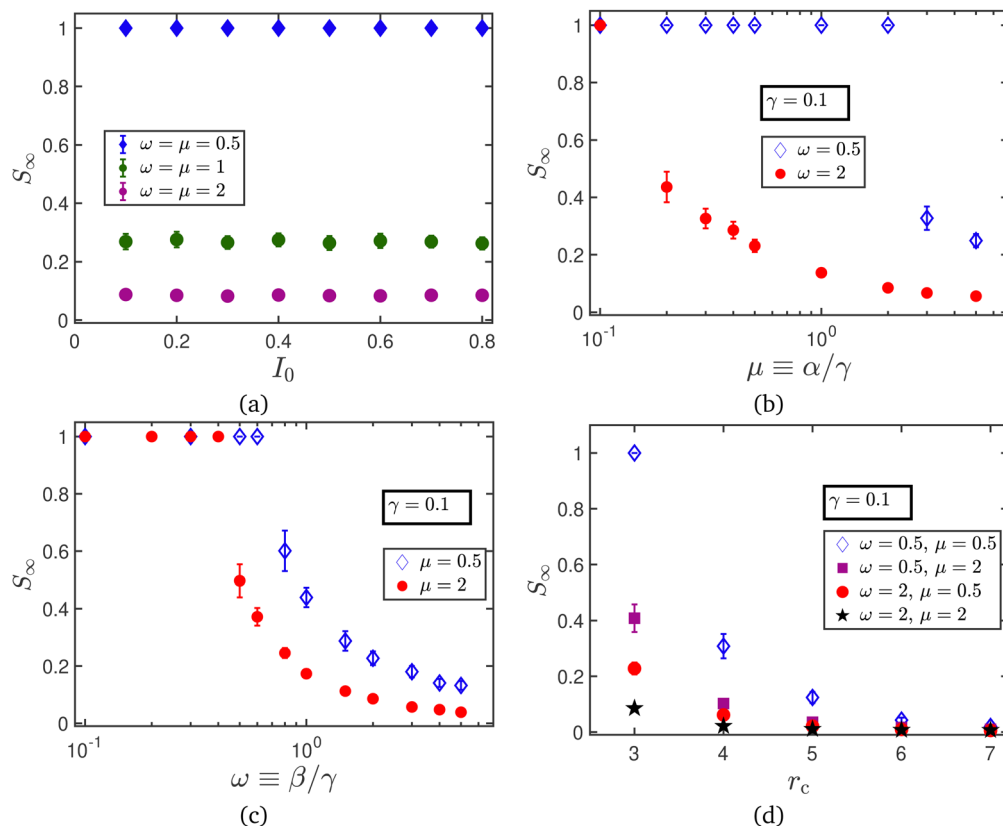 1
0.8
0.6
0.4
0.2
0
S∞
ω = μ = 0.5
ω = μ = 1
ω = μ = 2
0 0.2 0.4 0.6 0.8
I₀
(a)
1
0.8
0.6
0.4
0.2
0
S∞
γ = 0.1
ω = 0.5
ω = 2
10⁻¹ 10⁰
μ ≡ α/γ
(b)
1
0.8
0.6
0.4
0.2
0
S∞
γ = 0.1
μ = 0.5
μ = 2
10⁻¹ 10⁰
ω ≡ β/γ
(c)
1
0.8
0.6
0.4
0.2
0
S∞
γ = 0.1
ω = 0.5, μ = 0.5
ω = 0.5, μ = 2
ω = 2, μ = 0.5
ω = 2, μ = 2
3 4 5 6 7
r_c
(d)